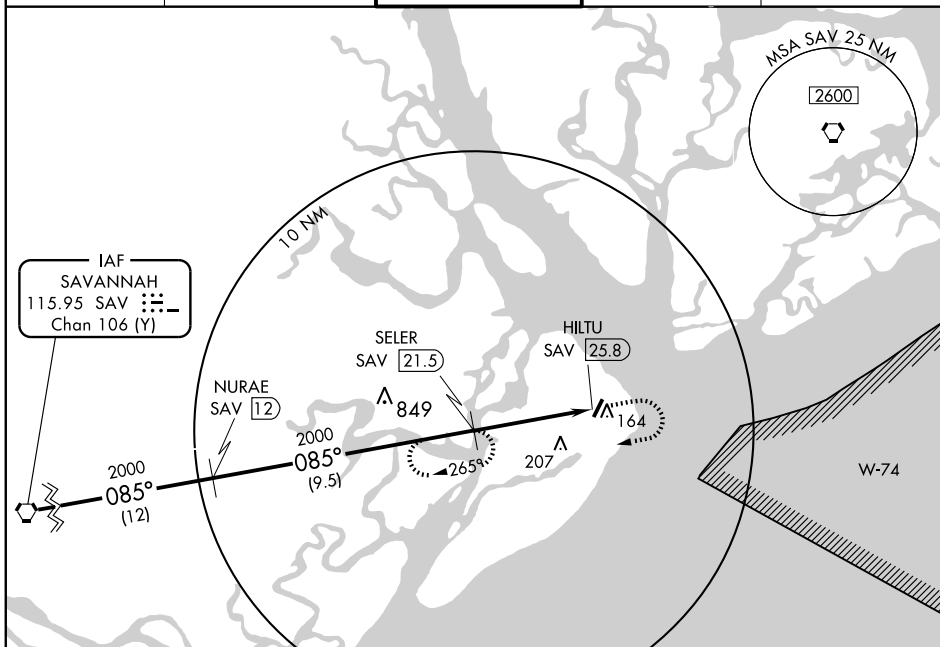 MSA SAV 25 NM
2600
10 NM
IAF
SAVANNAH
115.95 SAV
Chan 106 (Y)
HILTU
SAV 25.8
SELER
SAV 21.5
NURAE
SAV 12
849
164
207
265°
2000
085°
(9.5)
2000
085°
(12)
W-74